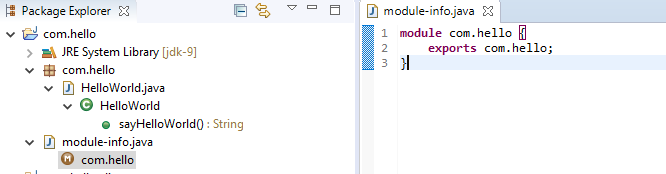 Package Explorer
com.hello
JRE System Library [jdk-9]
com.hello
HelloWorld.java
HelloWorld
sayHelloWorld() : String
module-info.java
com.hello
module-info.java
1 module com.hello {
2 exports com.hello;
3 }